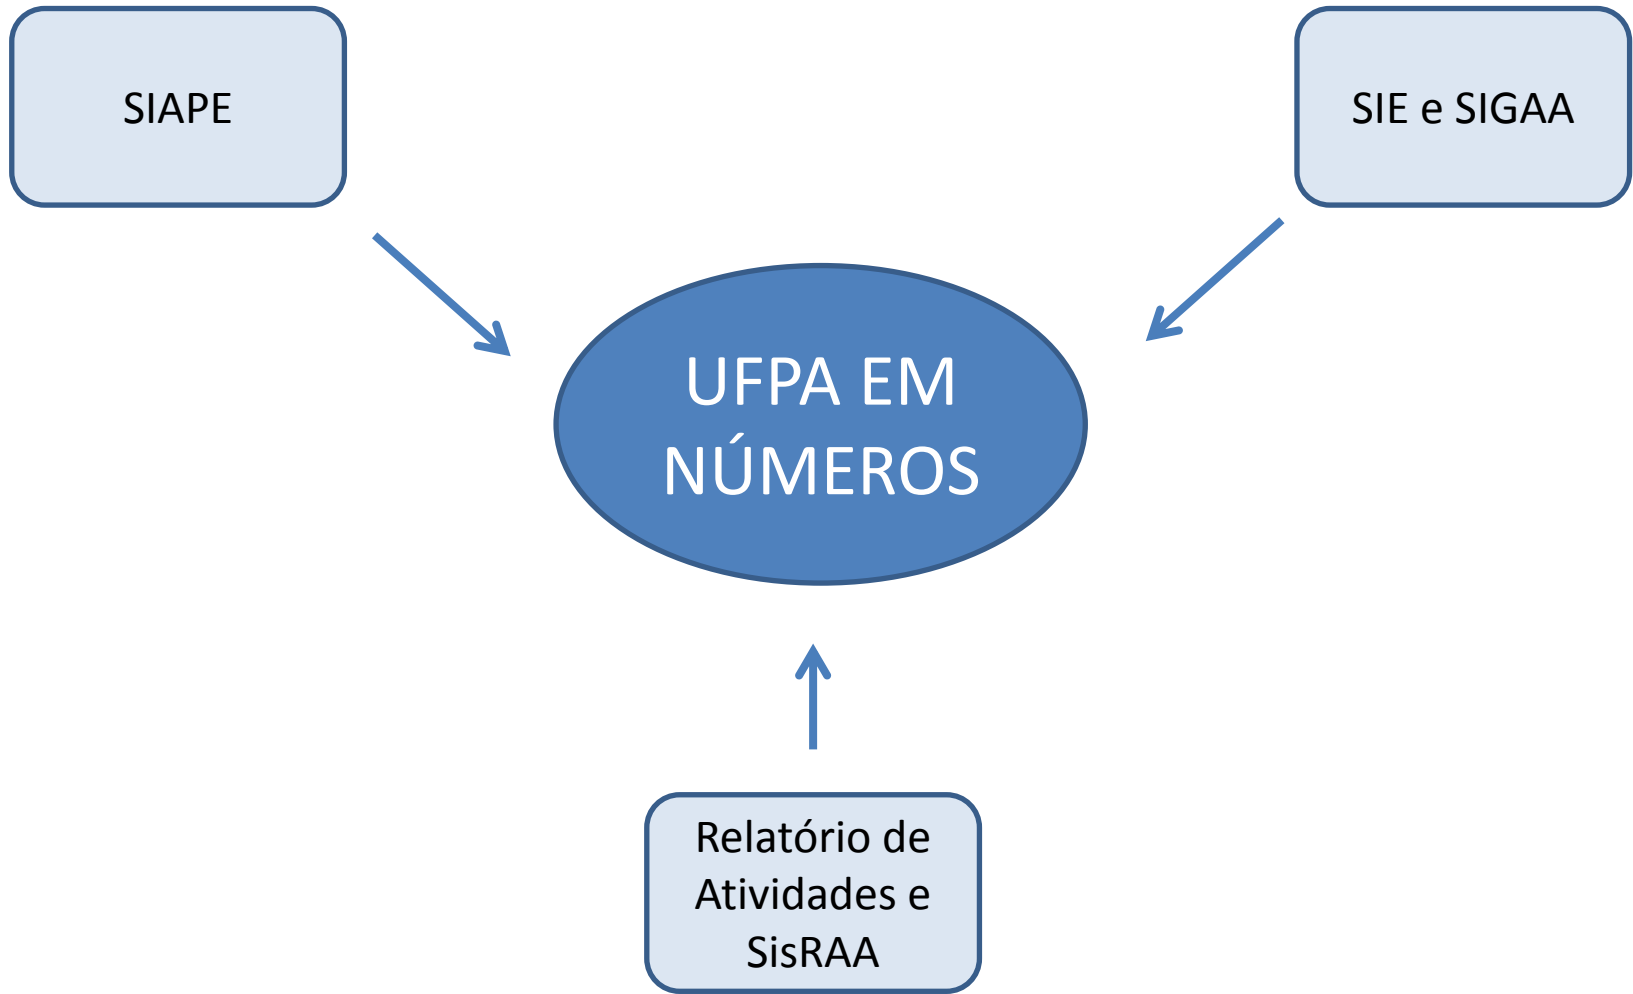 SIAPE
SIE e SIGAA
UFPA EM
NÚMEROS
Relatório de
Atividades e
SisRAA